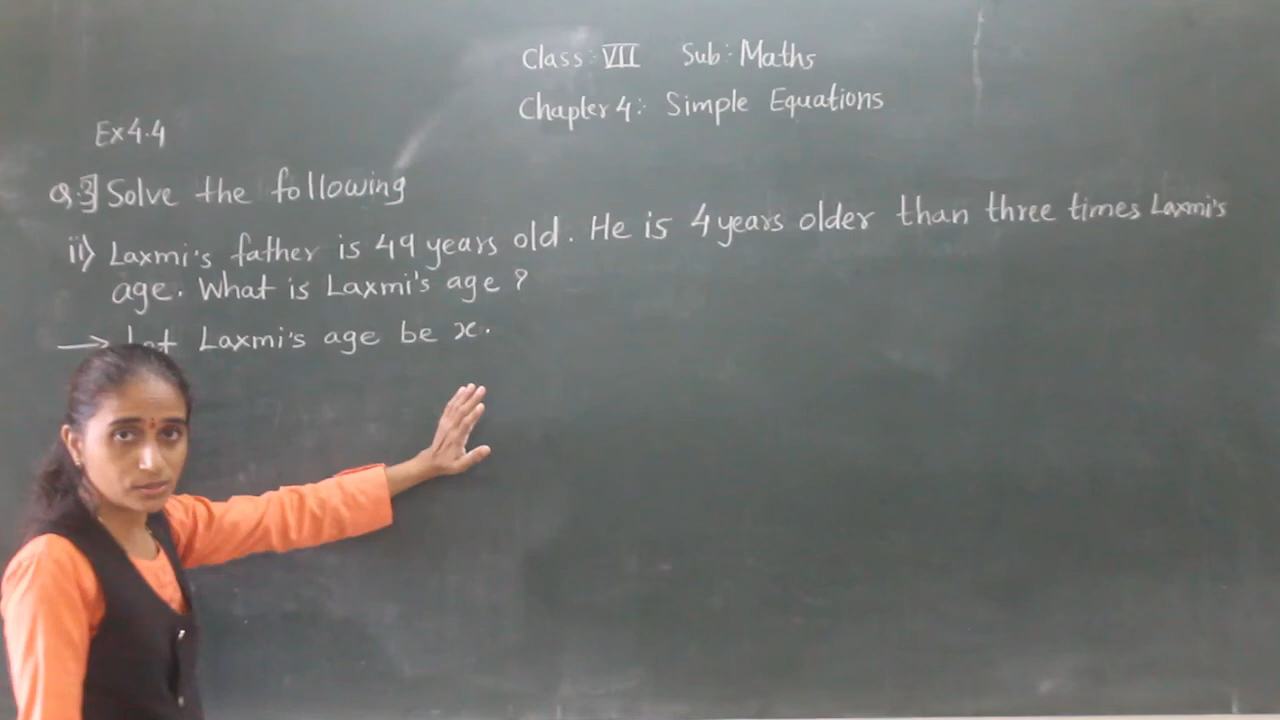 Class : VII Sub : Maths
Chapter 4 : Simple Equations
Ex 4.4
Q.3] Solve the following
ii) Laxmi's father is 49 years old. He is 4 years older than three times Laxmi's
age. What is Laxmi's age ?
→ Let Laxmi's age be x.